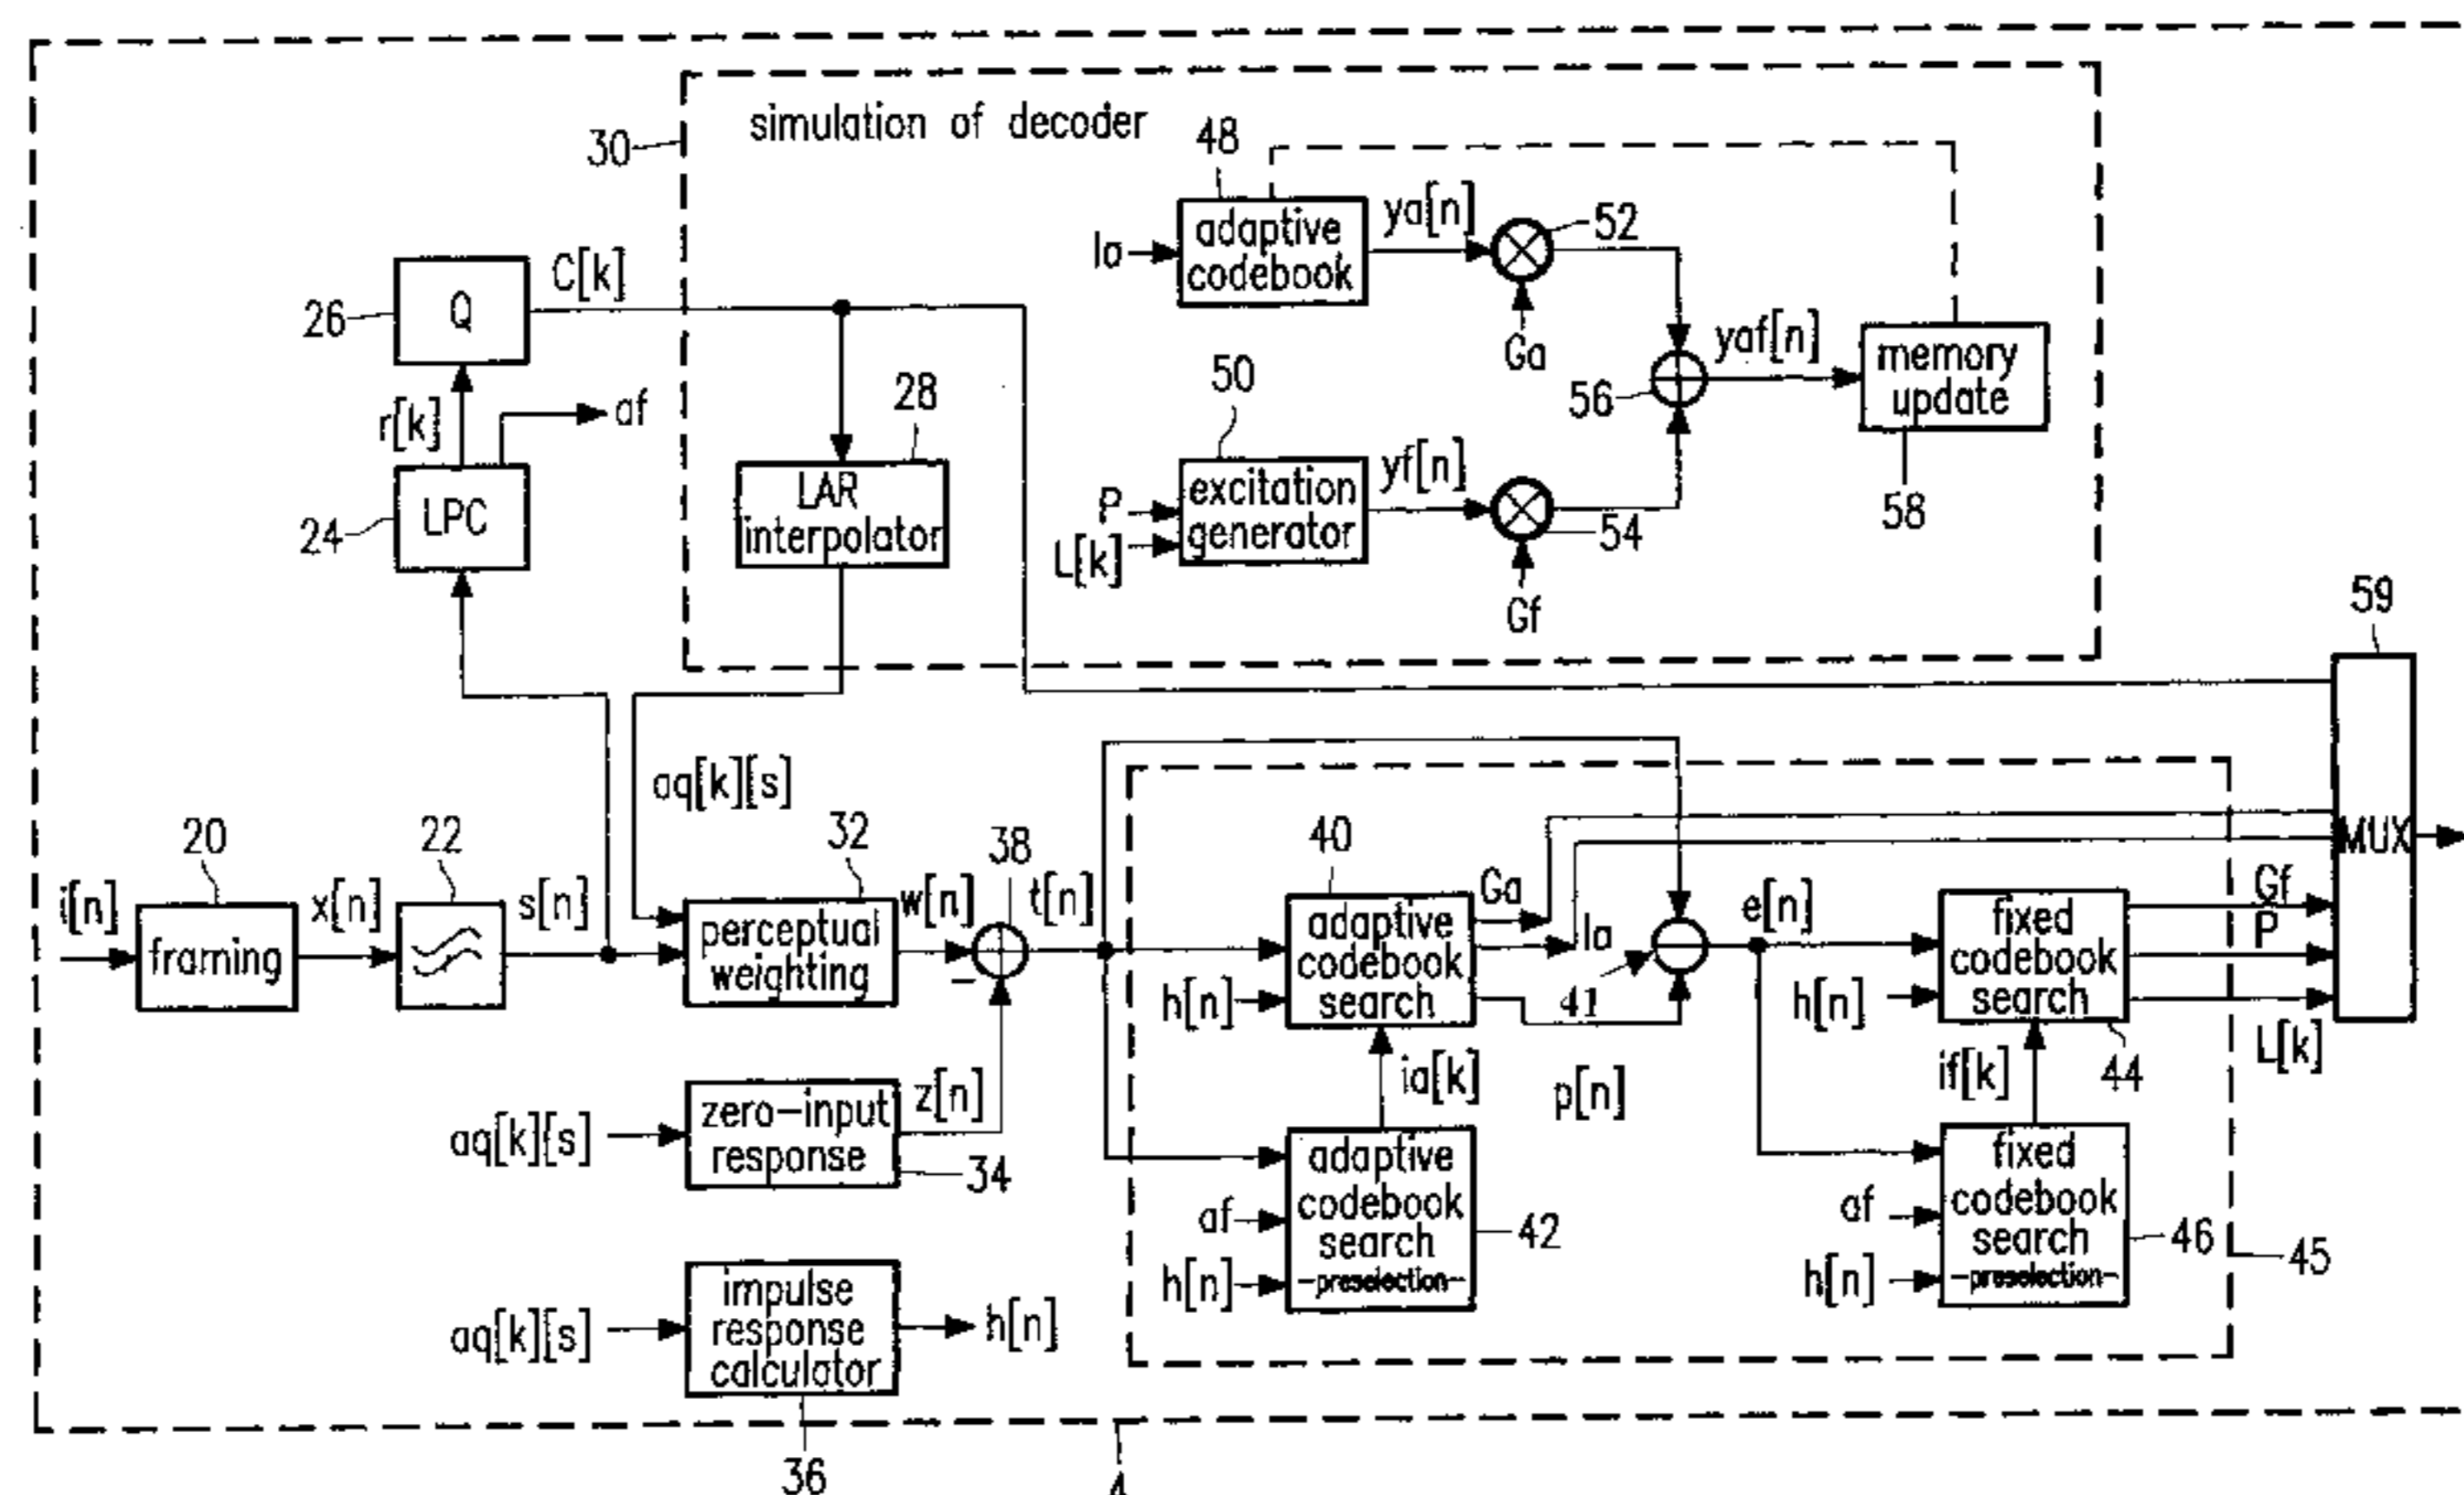 simulation of decoder
30
48
adaptive
codebook
Ia
ya[n]
52
Ga
26
Q
C[k]
r[k]
af
24
LPC
28
LAR
interpolator
50
excitation
generator
P
L[k]
yf[n]
54
Gf
56
yaf[n]
memory
update
58
59
MUX
aq[k][s]
i[n]
20
framing
x[n]
22
s[n]
32
perceptual
weighting
w[n]
38
-
t[n]
zero-input
response
34
aq[k][s]
z[n]
impulse
response
calculator
36
aq[k][s]
h[n]
40
adaptive
codebook
search
h[n]
Ga
Ia
41
p[n]
ia[k]
adaptive
codebook
search
-preselection-
42
af
h[n]
e[n]
fixed
codebook
search
44
h[n]
Gf
P
L[k]
if[k]
fixed
codebook
search
-preselection-
46
af
h[n]
45
4